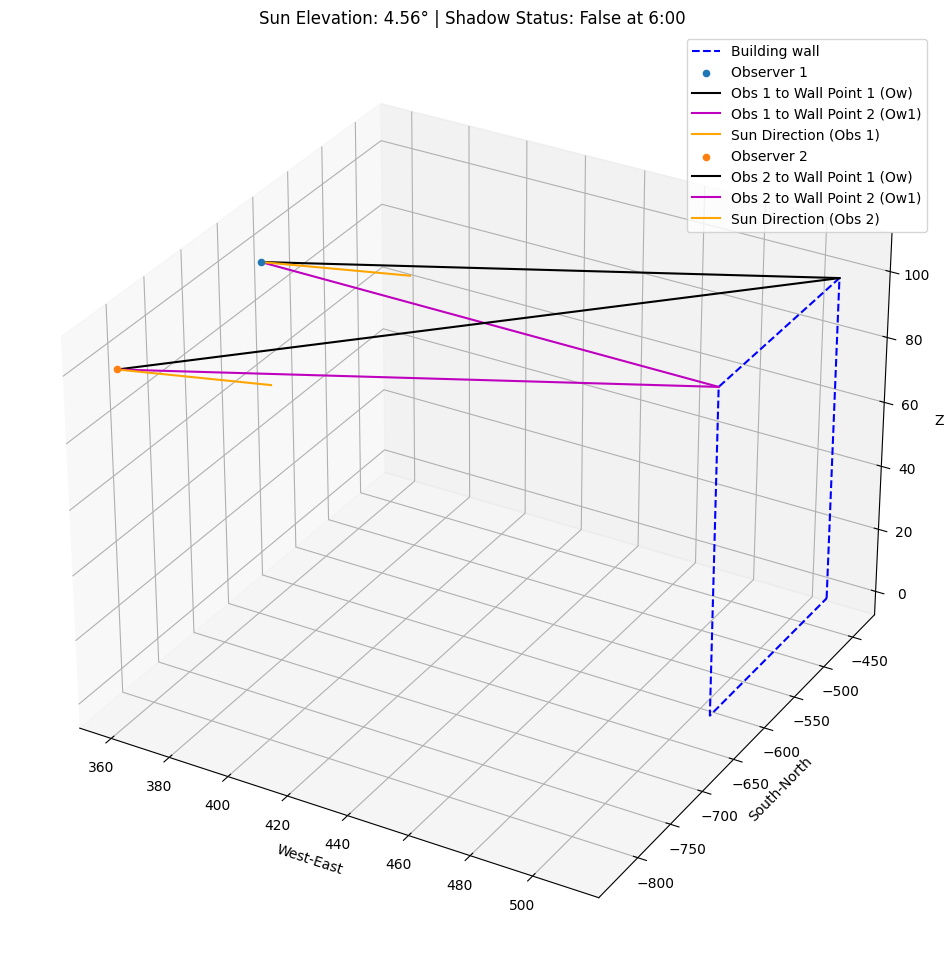 Sun Elevation: 4.56° | Shadow Status: False at 6:00
Building wall
Observer 1
Obs 1 to Wall Point 1 (Ow)
Obs 1 to Wall Point 2 (Ow1)
Sun Direction (Obs 1)
Observer 2
Obs 2 to Wall Point 1 (Ow)
Obs 2 to Wall Point 2 (Ow1)
Sun Direction (Obs 2)
100
80
60
40
20
0
Z
−450
−500
−550
−600
−650
−700
−750
−800
South-North
360
380
400
420
440
460
480
500
West-East